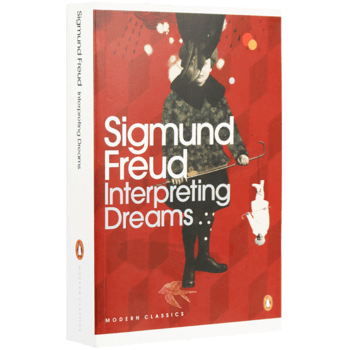 Sigmund Freud Interpreting Dreams
Sigmund
Freud
Interpreting
Dreams
MODERN CLASSICS